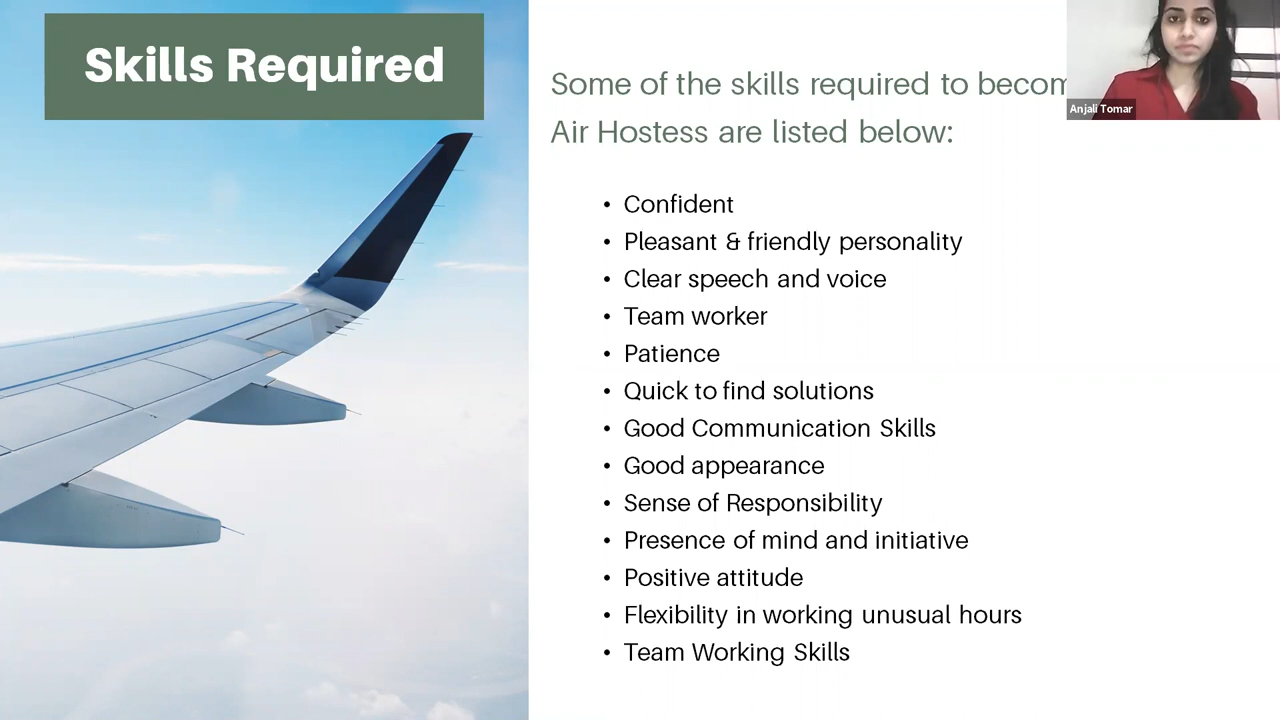 Skills Required
Some of the skills required to
Air Hostess are listed below:
• Confident
• Pleasant & friendly personality
• Clear speech and voice
• Team worker
• Patience
• Quick to find solutions
• Good Communication Skills
• Good appearance
• Sense of Responsibility
• Presence of mind and initiative
• Positive attitude
• Flexibility in working unusual hours
• Team Working Skills
Anjali Tomar